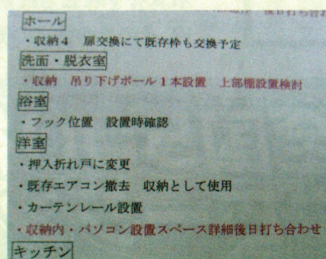 後日打ち合わ
ホール
・収納４　扉交換にて既存枠も交換予定
洗面・脱衣室
・収納　吊り下げポール１本設置　上部棚設置検討
浴室
・フック位置　設置時確認
洋室
・押入折れ戸に変更
・既存エアコン撤去　収納として使用
・カーテンレール設置
・収納内・パソコン設置スペース詳細後日打ち合わせ
キッチン